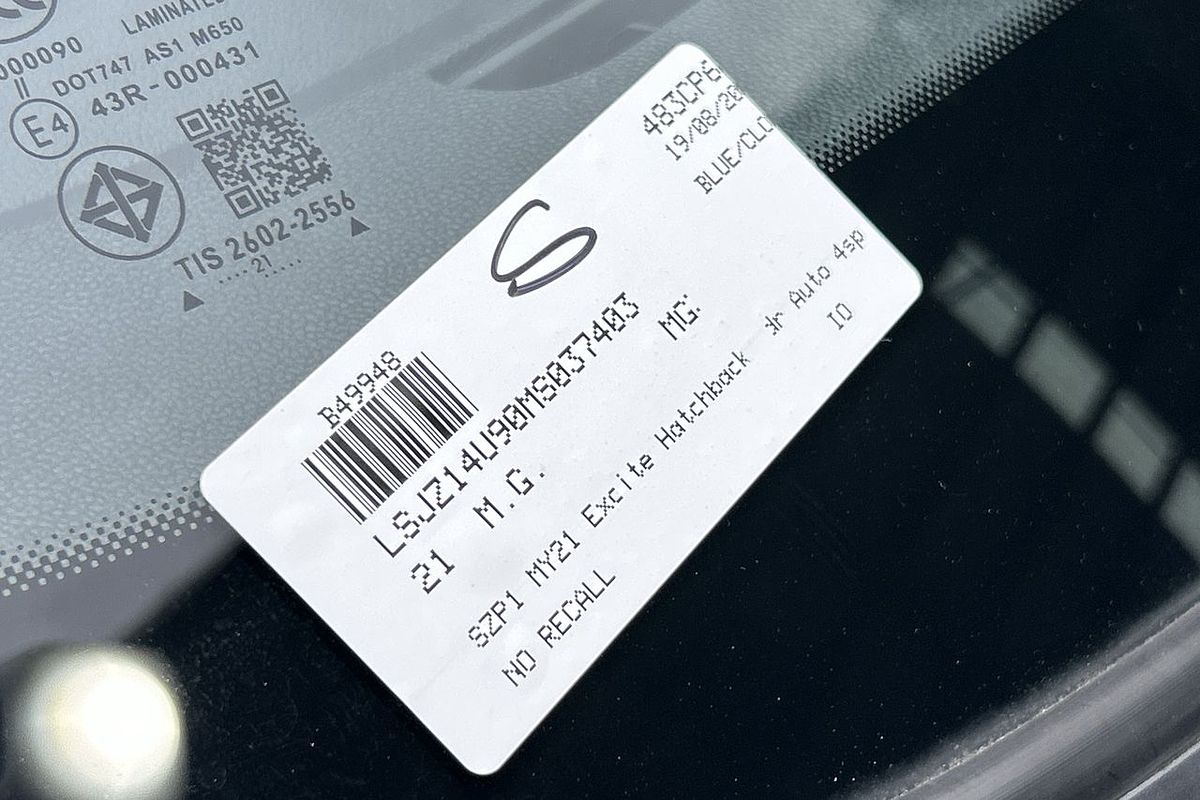 LAMINATED
000090
DOT747 AS1 M650
43R-000431
E4
TIS 2602-2556
21
483CP6
19/08/20
BLUE/CLO
B49948
LSJZ14U90MS037403
21 M.G. MG
SZP1 MY21 Excite Hatchback dr Auto 4sp
NO RECALL IO